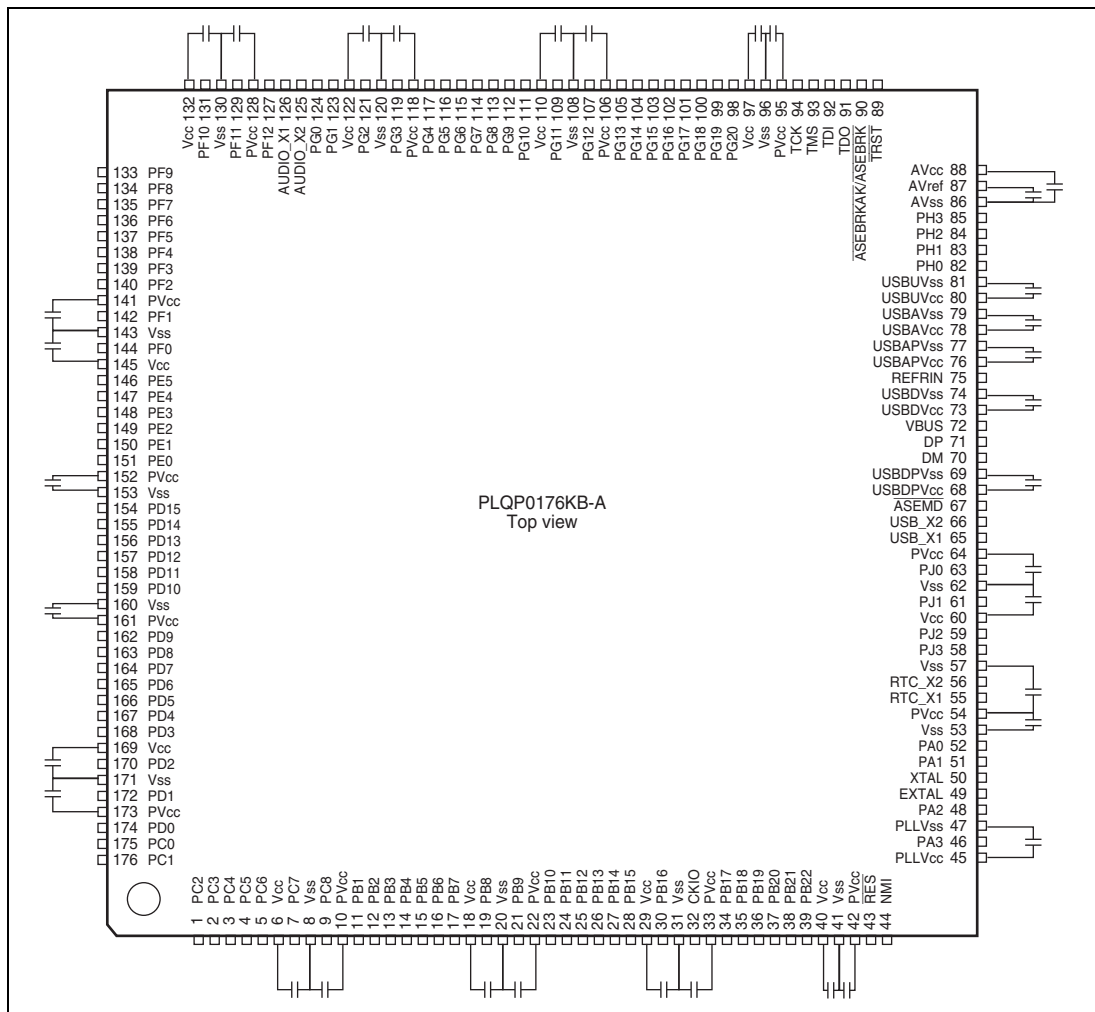 132 Vcc
131 PF10
130 Vss
129 PF11
128 PVcc
127 PF12
126 AUDIO_X1
125 AUDIO_X2
124 PG0
123 PG1
122 Vcc
121 PG2
120 Vss
119 PG3
118 PVcc
117 PG4
116 PG5
115 PG6
114 PG7
113 PG8
112 PG9
111 PG10
110 Vcc
109 PG11
108 Vss
107 PG12
106 PVcc
105 PG13
104 PG14
103 PG15
102 PG16
101 PG17
100 PG18
99 PG19
98 PG20
97 Vcc
96 Vss
95 PVcc
94 TCK
93 TMS
92 TDI
91 TDO
90 ASEBRKAK/ASEBRK
89 TRST
133 PF9
134 PF8
135 PF7
136 PF6
137 PF5
138 PF4
139 PF3
140 PF2
141 PVcc
142 PF1
143 Vss
144 PF0
145 Vcc
146 PE5
147 PE4
148 PE3
149 PE2
150 PE1
151 PE0
152 PVcc
153 Vss
154 PD15
155 PD14
156 PD13
157 PD12
158 PD11
159 PD10
160 Vss
161 PVcc
162 PD9
163 PD8
164 PD7
165 PD6
166 PD5
167 PD4
168 PD3
169 Vcc
170 PD2
171 Vss
172 PD1
173 PVcc
174 PD0
175 PC0
176 PC1
PLQP0176KB-A
Top view
AVcc 88
AVref 87
AVss 86
PH3 85
PH2 84
PH1 83
PH0 82
USBUVss 81
USBUVcc 80
USBAVss 79
USBAVcc 78
USBAPVss 77
USBAPVcc 76
REFRIN 75
USBDVss 74
USBDVcc 73
VBUS 72
DP 71
DM 70
USBDPVss 69
USBDPVcc 68
ASEMD 67
USB_X2 66
USB_X1 65
PVcc 64
PJ0 63
Vss 62
PJ1 61
Vcc 60
PJ2 59
PJ3 58
Vss 57
RTC_X2 56
RTC_X1 55
PVcc 54
Vss 53
PA0 52
PA1 51
XTAL 50
EXTAL 49
PA2 48
PLLVss 47
PA3 46
PLLVcc 45
1 PC2
2 PC3
3 PC4
4 PC5
5 PC6
6 Vcc
7 PC7
8 Vss
9 PC8
10 PVcc
11 PB1
12 PB2
13 PB3
14 PB4
15 PB5
16 PB6
17 PB7
18 Vcc
19 PB8
20 Vss
21 PB9
22 PVcc
23 PB10
24 PB11
25 PB12
26 PB13
27 PB14
28 PB15
29 Vcc
30 PB16
31 Vss
32 CKIO
33 PVcc
34 PB17
35 PB18
36 PB19
37 PB20
38 PB21
39 PB22
40 Vcc
41 Vss
42 PVcc
43 RES
44 NMI